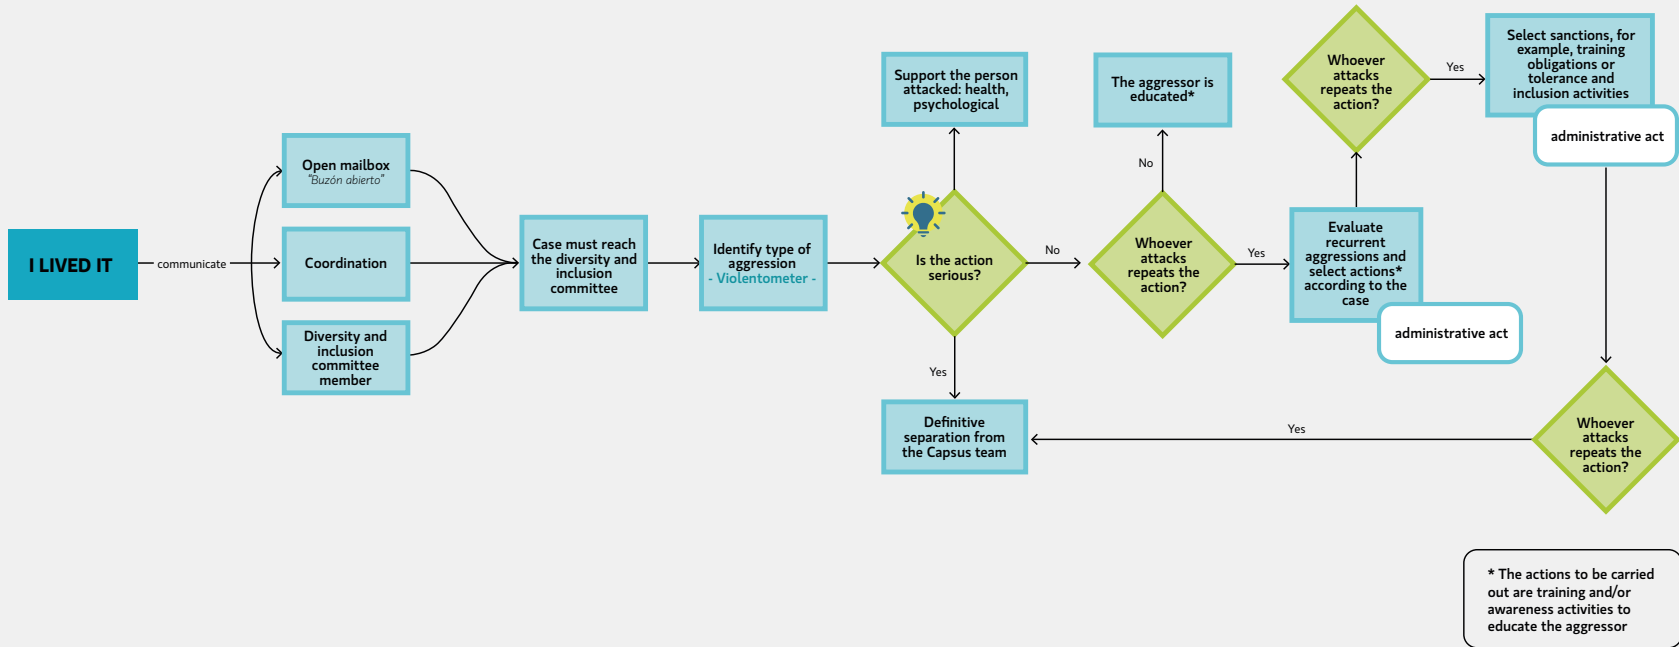 I LIVED IT
communicate
Open mailbox
"Buzón abierto"
Coordination
Diversity and
inclusion
committee
member
Case must reach
the diversity and
inclusion
committee
Identify type of
aggression
- Violentometer -
Support the person
attacked: health,
psychological
Is the action
serious?
Yes
Definitive
separation from
the Capsus team
No
The aggressor is
educated*
No
Whoever
attacks
repeats the
action?
Yes
Evaluate
recurrent
aggressions and
select actions*
according to the
case
administrative act
Whoever
attacks
repeats the
action?
Yes
Select sanctions, for
example, training
obligations or
tolerance and
inclusion activities
administrative act
Whoever
attacks
repeats the
action?
Yes
* The actions to be carried
out are training and/or
awareness activities to
educate the aggressor